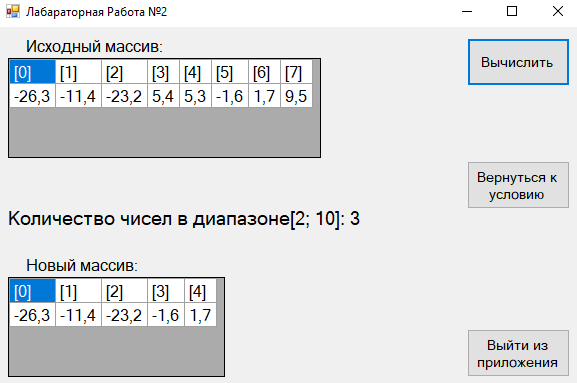 Лабараторная Работа №2
Исходный массив:
[0] [1] [2] [3] [4] [5] [6] [7]
-26,3 -11,4 -23,2 5,4 5,3 -1,6 1,7 9,5
Вычислить
Вернуться к
условию
Количество чисел в диапазоне[2; 10]: 3
Новый массив:
[0] [1] [2] [3] [4]
-26,3 -11,4 -23,2 -1,6 1,7
Выйти из
приложения